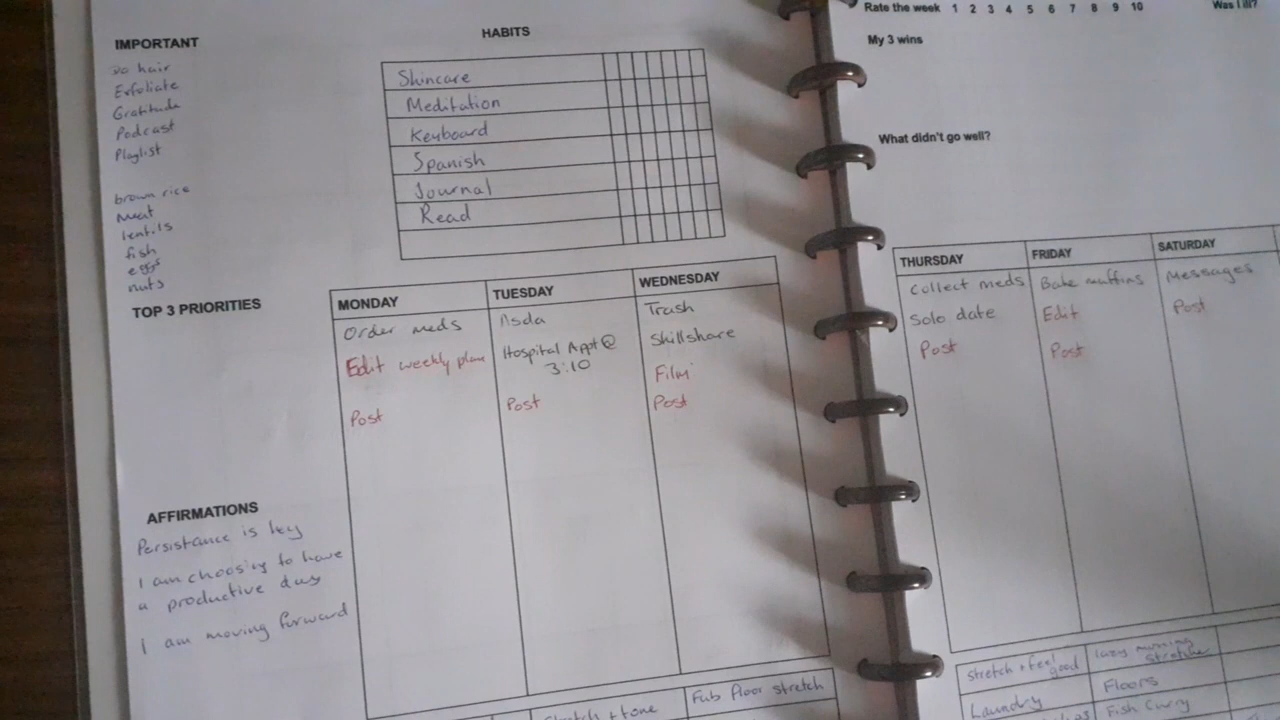 IMPORTANT
hair
Exfoliate
Gratitude
Podcast
Playlist
brown rice
meat
lentils
fish
eggs
nuts
HABITS
Skincare
Meditation
Keyboard
Spanish
Journal
Read
TOP 3 PRIORITIES
AFFIRMATIONS
Persistance is key
I am choosing to have
a productive day
I am moving forward
MONDAY
Order meds
Edit weekly plan
Post
TUESDAY
Asda
Hospital Appt @
3:10
Post
WEDNESDAY
Trash
Skillshare
Film
Post
stretch + tone
Fab floor stretch
Rate the week 1 2 3 4 5 6 7 8 9 10
Was I ill?
My 3 wins
What didn't go well?
THURSDAY
Collect meds
Solo date
Post
FRIDAY
Bake muffins
Edit
Post
SATURDAY
Messages
Post
stretch + feel
good
lazy morning
stretch
Laundry
Floors
Fish Curry